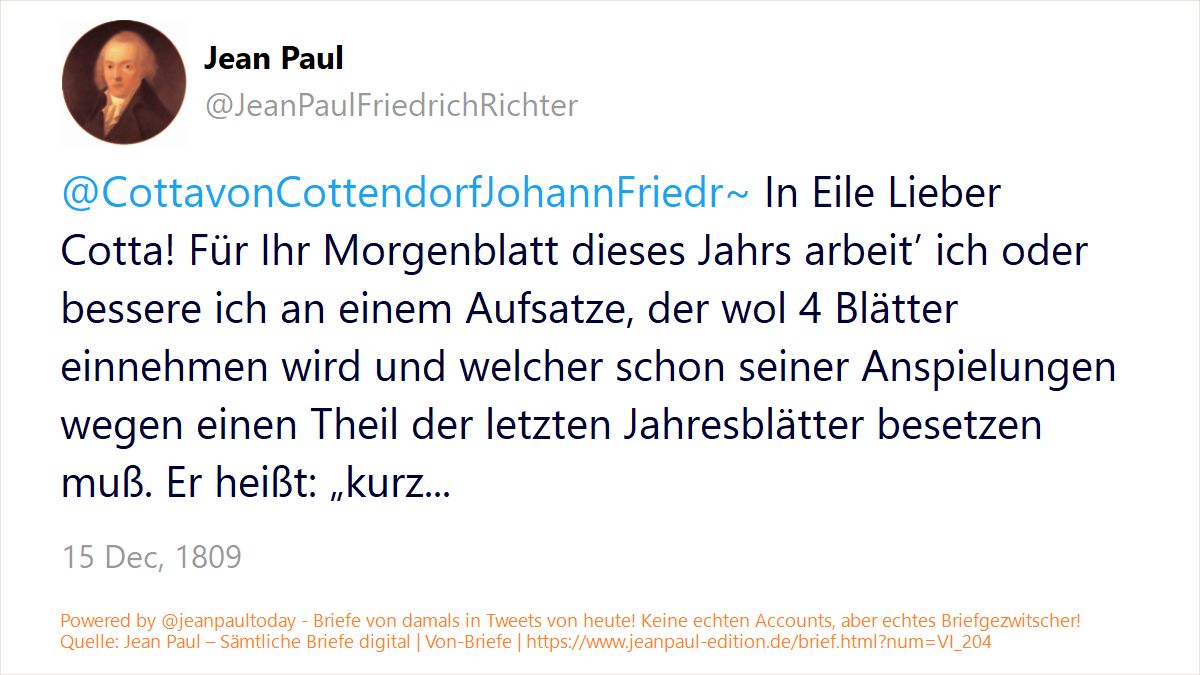 Jean Paul
@JeanPaulFriedrichRichter
@CottavonCottendorfJohannFriedr~ In Eile Lieber
Cotta! Für Ihr Morgenblatt dieses Jahrs arbeit’ ich oder
bessere ich an einem Aufsatze, der wol 4 Blätter
einnehmen wird und welcher schon seiner Anspielungen
wegen einen Theil der letzten Jahresblätter besetzen
muß. Er heißt: „kurz...
15 Dec, 1809
Powered by @jeanpaultoday - Briefe von damals in Tweets von heute! Keine echten Accounts, aber echtes Briefgezwitscher!
Quelle: Jean Paul – Sämtliche Briefe digital | Von-Briefe | https://www.jeanpaul-edition.de/brief.html?num=VI_204